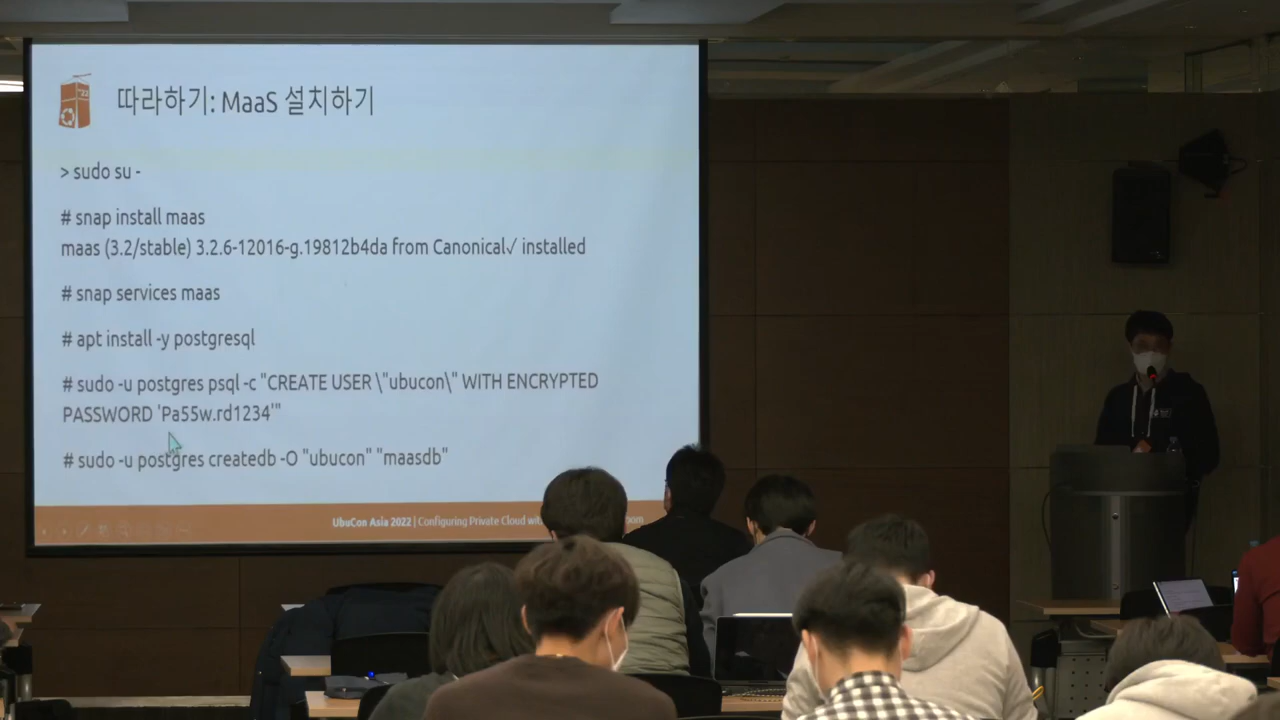 따라하기: MaaS 설치하기
> sudo su -
# snap install maas
maas (3.2/stable) 3.2.6-12016-g.19812b4da from Canonical✓ installed
# snap services maas
# apt install -y postgresql
# sudo -u postgres psql -c "CREATE USER \"ubucon\" WITH ENCRYPTED
PASSWORD 'Pa55w.rd1234'"
# sudo -u postgres createdb -O "ubucon" "maasdb"
UbuCon Asia 2022 | Configuring Private Cloud